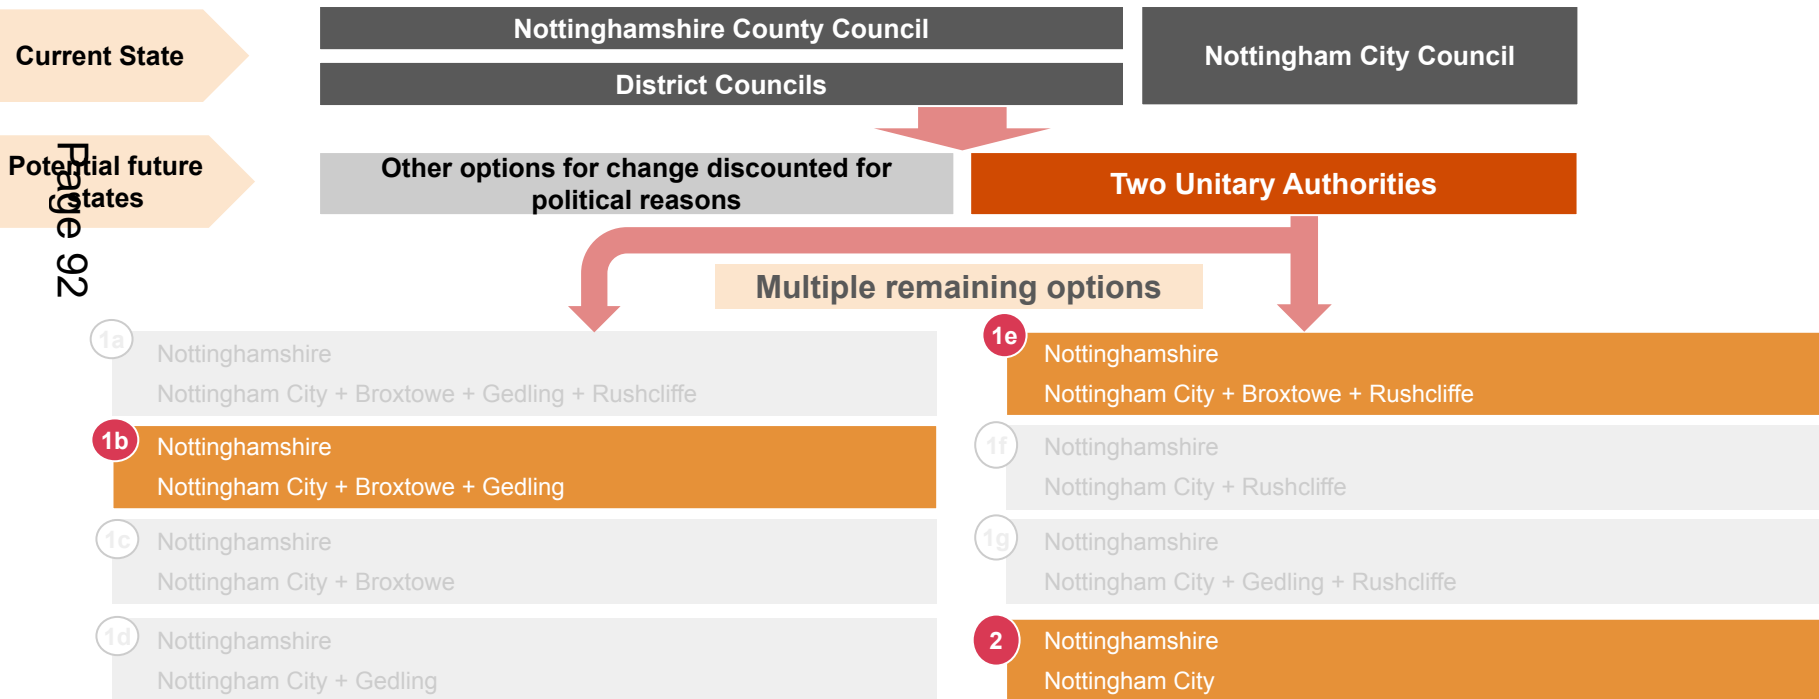 Current State
Nottinghamshire County Council
District Councils
Nottingham City Council
Potential future
states
Page 92
Other options for change discounted for
political reasons
Two Unitary Authorities
Multiple remaining options
1a
Nottinghamshire
Nottingham City + Broxtowe + Gedling + Rushcliffe
1b
Nottinghamshire
Nottingham City + Broxtowe + Gedling
1c
Nottinghamshire
Nottingham City + Broxtowe
1d
Nottinghamshire
Nottingham City + Gedling
1e
Nottinghamshire
Nottingham City + Broxtowe + Rushcliffe
1f
Nottinghamshire
Nottingham City + Rushcliffe
1g
Nottinghamshire
Nottingham City + Gedling + Rushcliffe
2
Nottinghamshire
Nottingham City